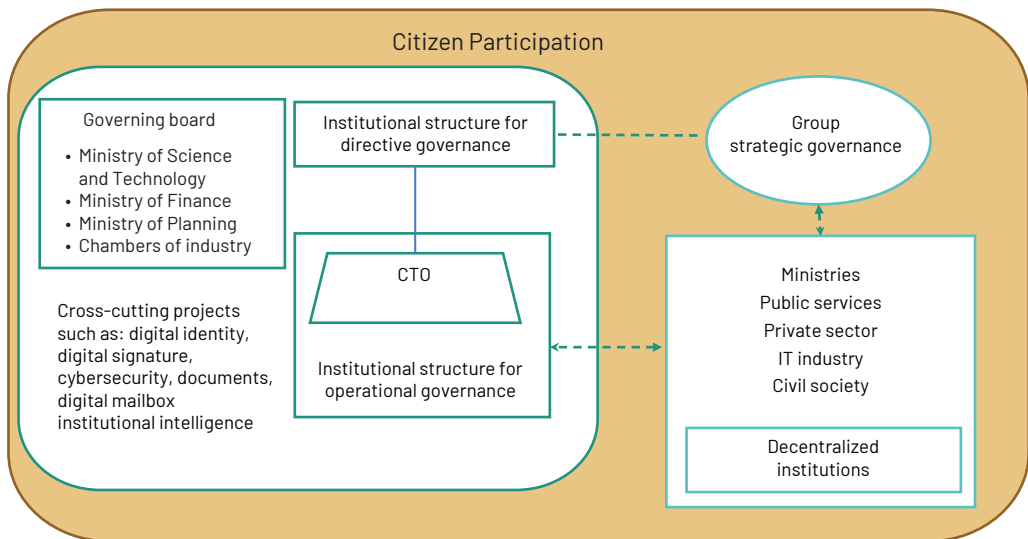 Citizen Participation
Governing board
• Ministry of Science
and Technology
• Ministry of Finance
• Ministry of Planning
• Chambers of industry
Institutional structure for
directive governance
Group
strategic governance
CTO
Institutional structure for
operational governance
Cross-cutting projects
such as: digital identity,
digital signature,
cybersecurity, documents,
digital mailbox
institutional intelligence
Ministries
Public services
Private sector
IT industry
Civil society
Decentralized
institutions